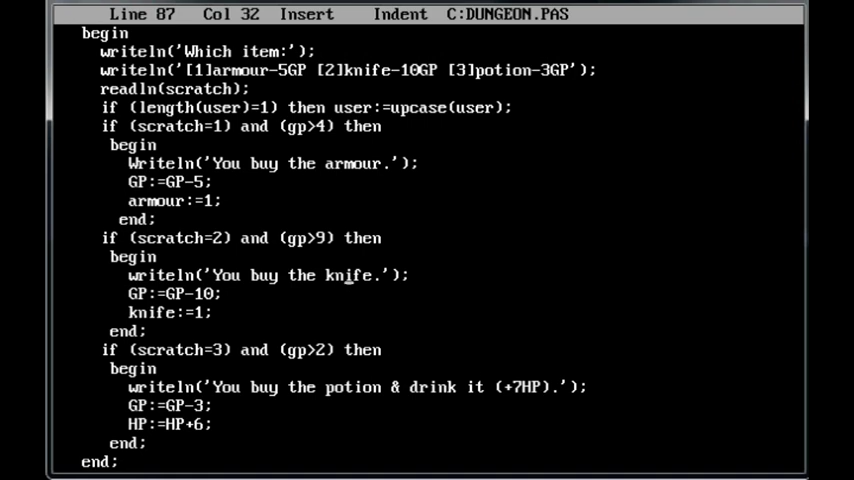 Line 87 Col 32 Insert Indent C:DUNGEON.PAS
begin
writeln('Which item:');
writeln('[1]armour-5GP [2]knife-10GP [3]potion-3GP');
readln(scratch);
if (length(user)=1) then user:=upcase(user);
if (scratch=1) and (gp>4) then
begin
Writeln('You buy the armour.');
GP:=GP-5;
armour:=1;
end;
if (scratch=2) and (gp>9) then
begin
writeln('You buy the knife.');
GP:=GP-10;
knife:=1;
end;
if (scratch=3) and (gp>2) then
begin
writeln('You buy the potion & drink it (+7HP).');
GP:=GP-3;
HP:=HP+6;
end;
end;